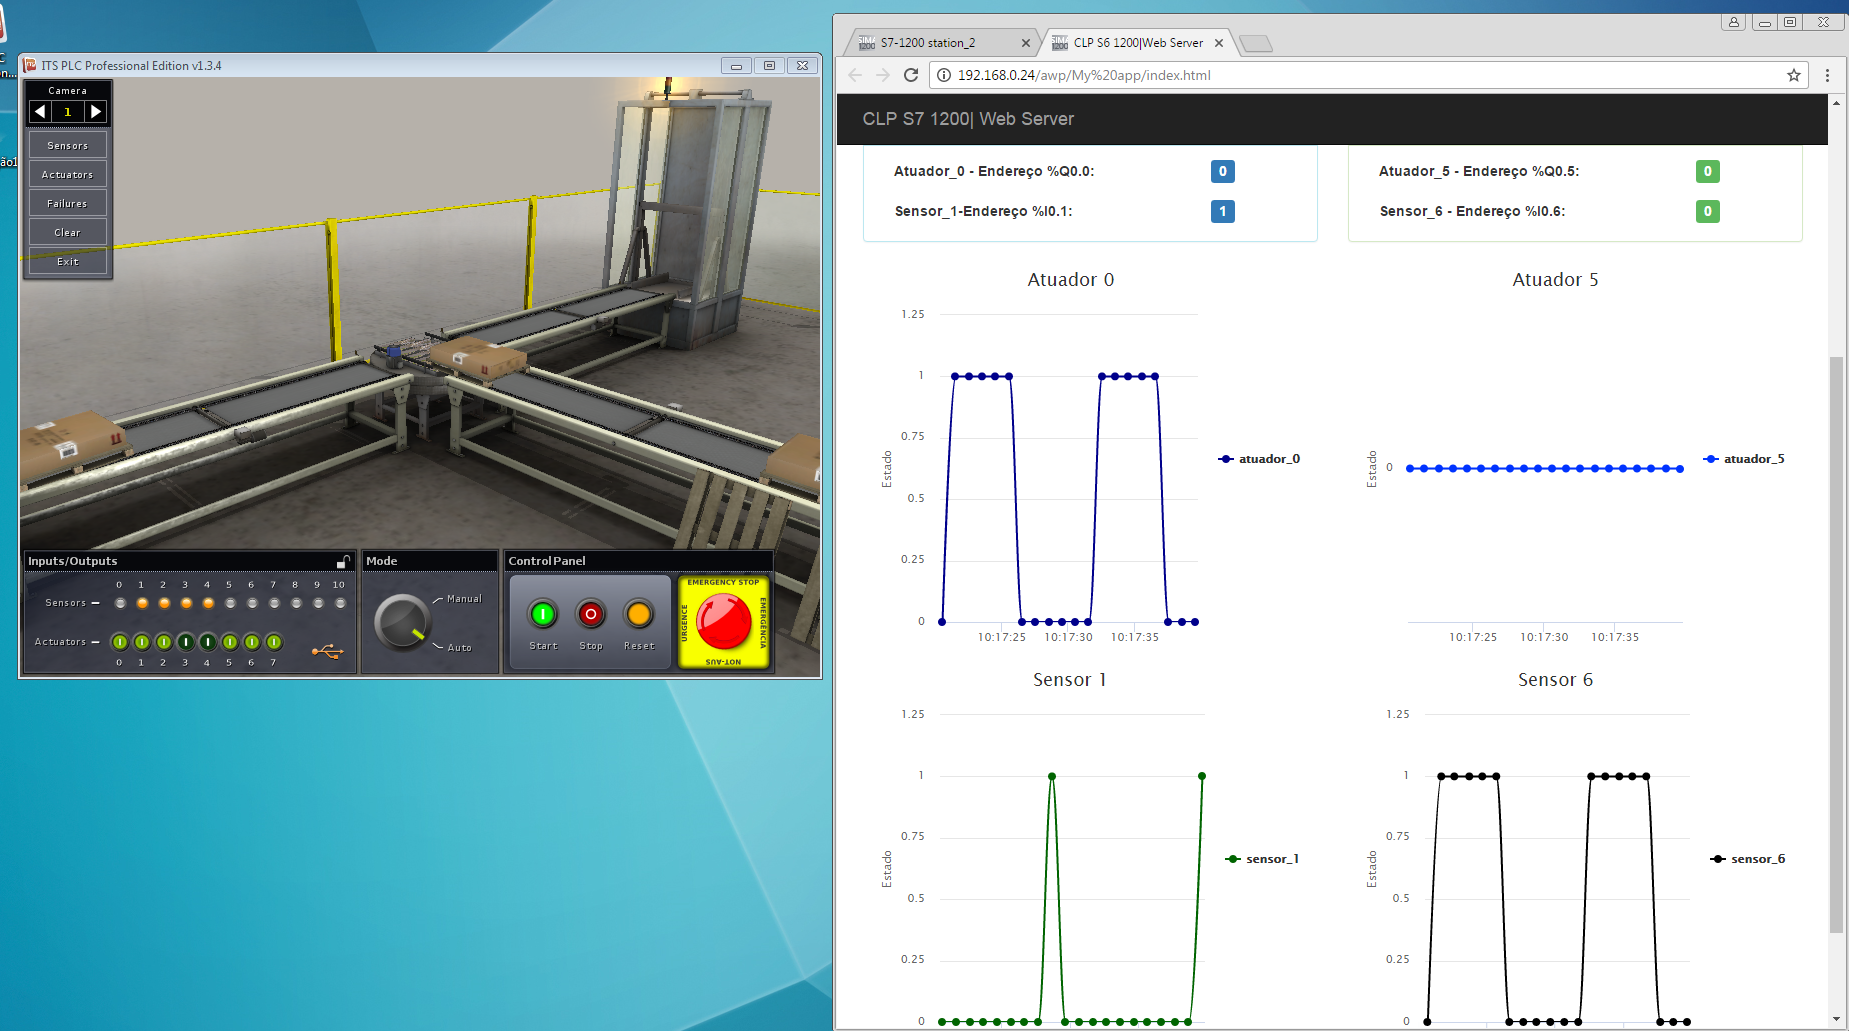 ITS PLC Professional Edition v1.3.4
Camera
1
Sensors
Actuators
Failures
Clear
Exit
Inputs/Outputs
0 1 2 3 4 5 6 7 8 9 10
Sensors
Actuators
0 1 2 3 4 5 6 7
Mode
Manual
Auto
Control Panel
Start
Stop
Reset
EMERGENCY STOP
EMERGÊNCIA
NOT-AUS
URGENCE
S7-1200 station_2
CLP S6 1200|Web Server
192.168.0.24/awp/My%20app/index.html
CLP S7 1200| Web Server
Atuador_0 - Endereço %Q0.0: 0
Sensor_1-Endereço %I0.1: 1
Atuador_5 - Endereço %Q0.5: 0
Sensor_6 - Endereço %I0.6: 0
Atuador 0
1.25
1
0.75
0.5
0.25
0
Estado
10:17:25 10:17:30 10:17:35
atuador_0
Atuador 5
0
Estado
10:17:25 10:17:30 10:17:35
atuador_5
Sensor 1
1.25
1
0.75
0.5
0.25
0
Estado
sensor_1
Sensor 6
1.25
1
0.75
0.5
0.25
0
Estado
sensor_6